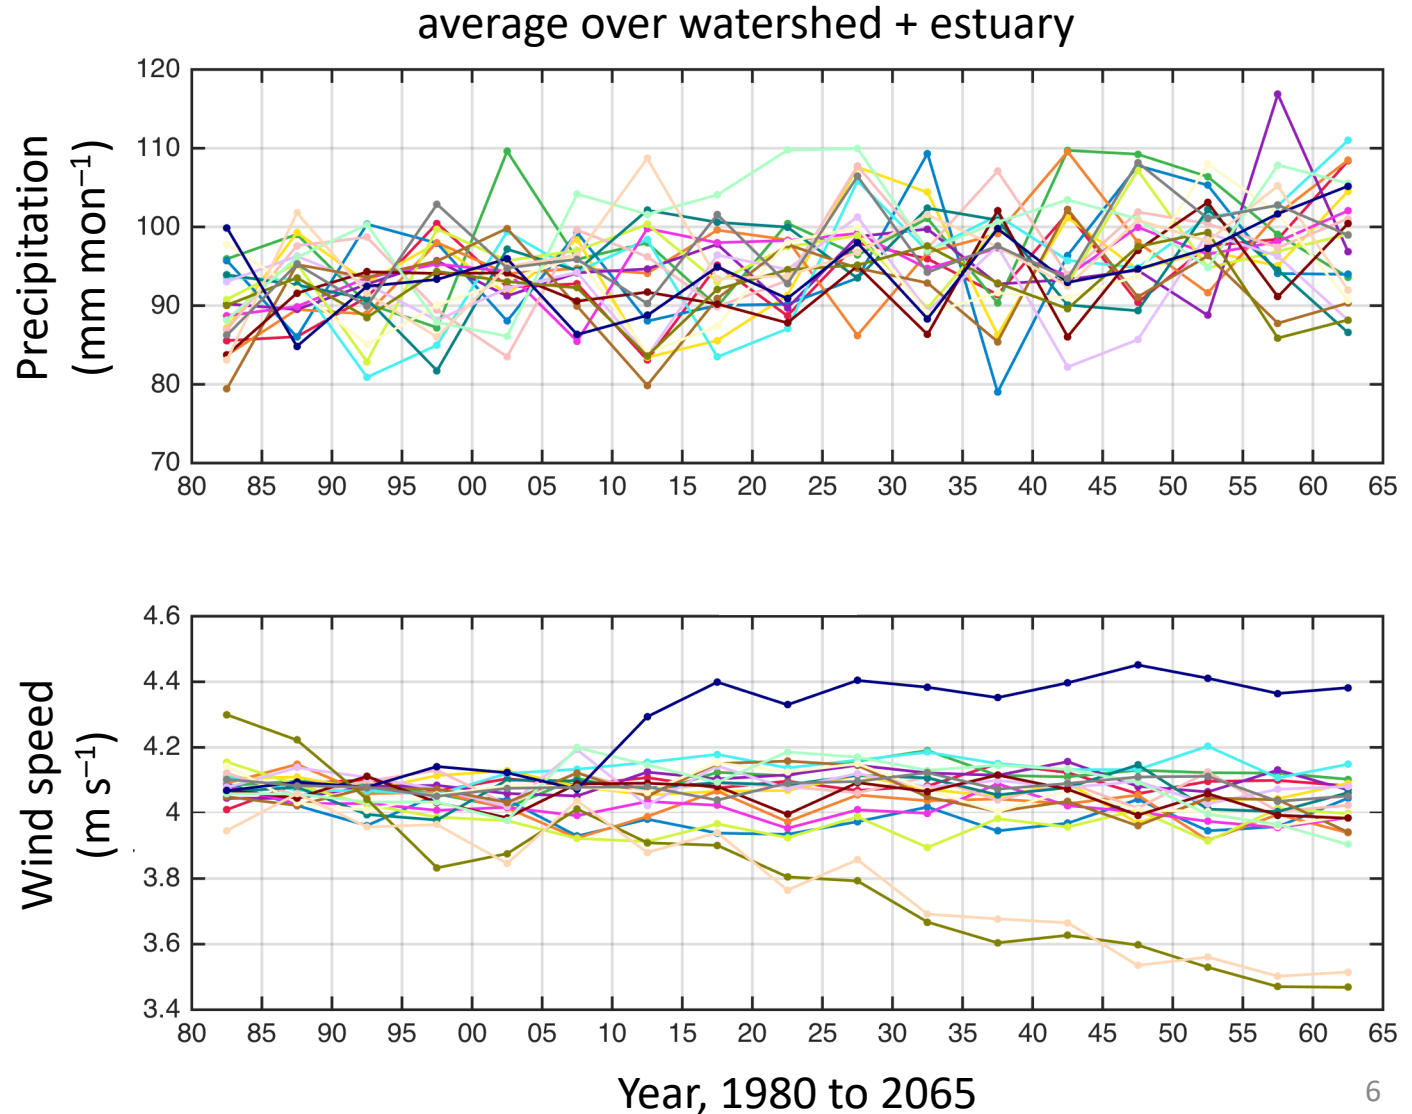 average over watershed + estuary
Precipitation
(mm mon⁻¹)
120
110
100
90
80
70
80 85 90 95 00 05 10 15 20 25 30 35 40 45 50 55 60 65
Wind speed
(m s⁻¹)
4.6
4.4
4.2
4
3.8
3.6
3.4
80 85 90 95 00 05 10 15 20 25 30 35 40 45 50 55 60 65
Year, 1980 to 2065
6